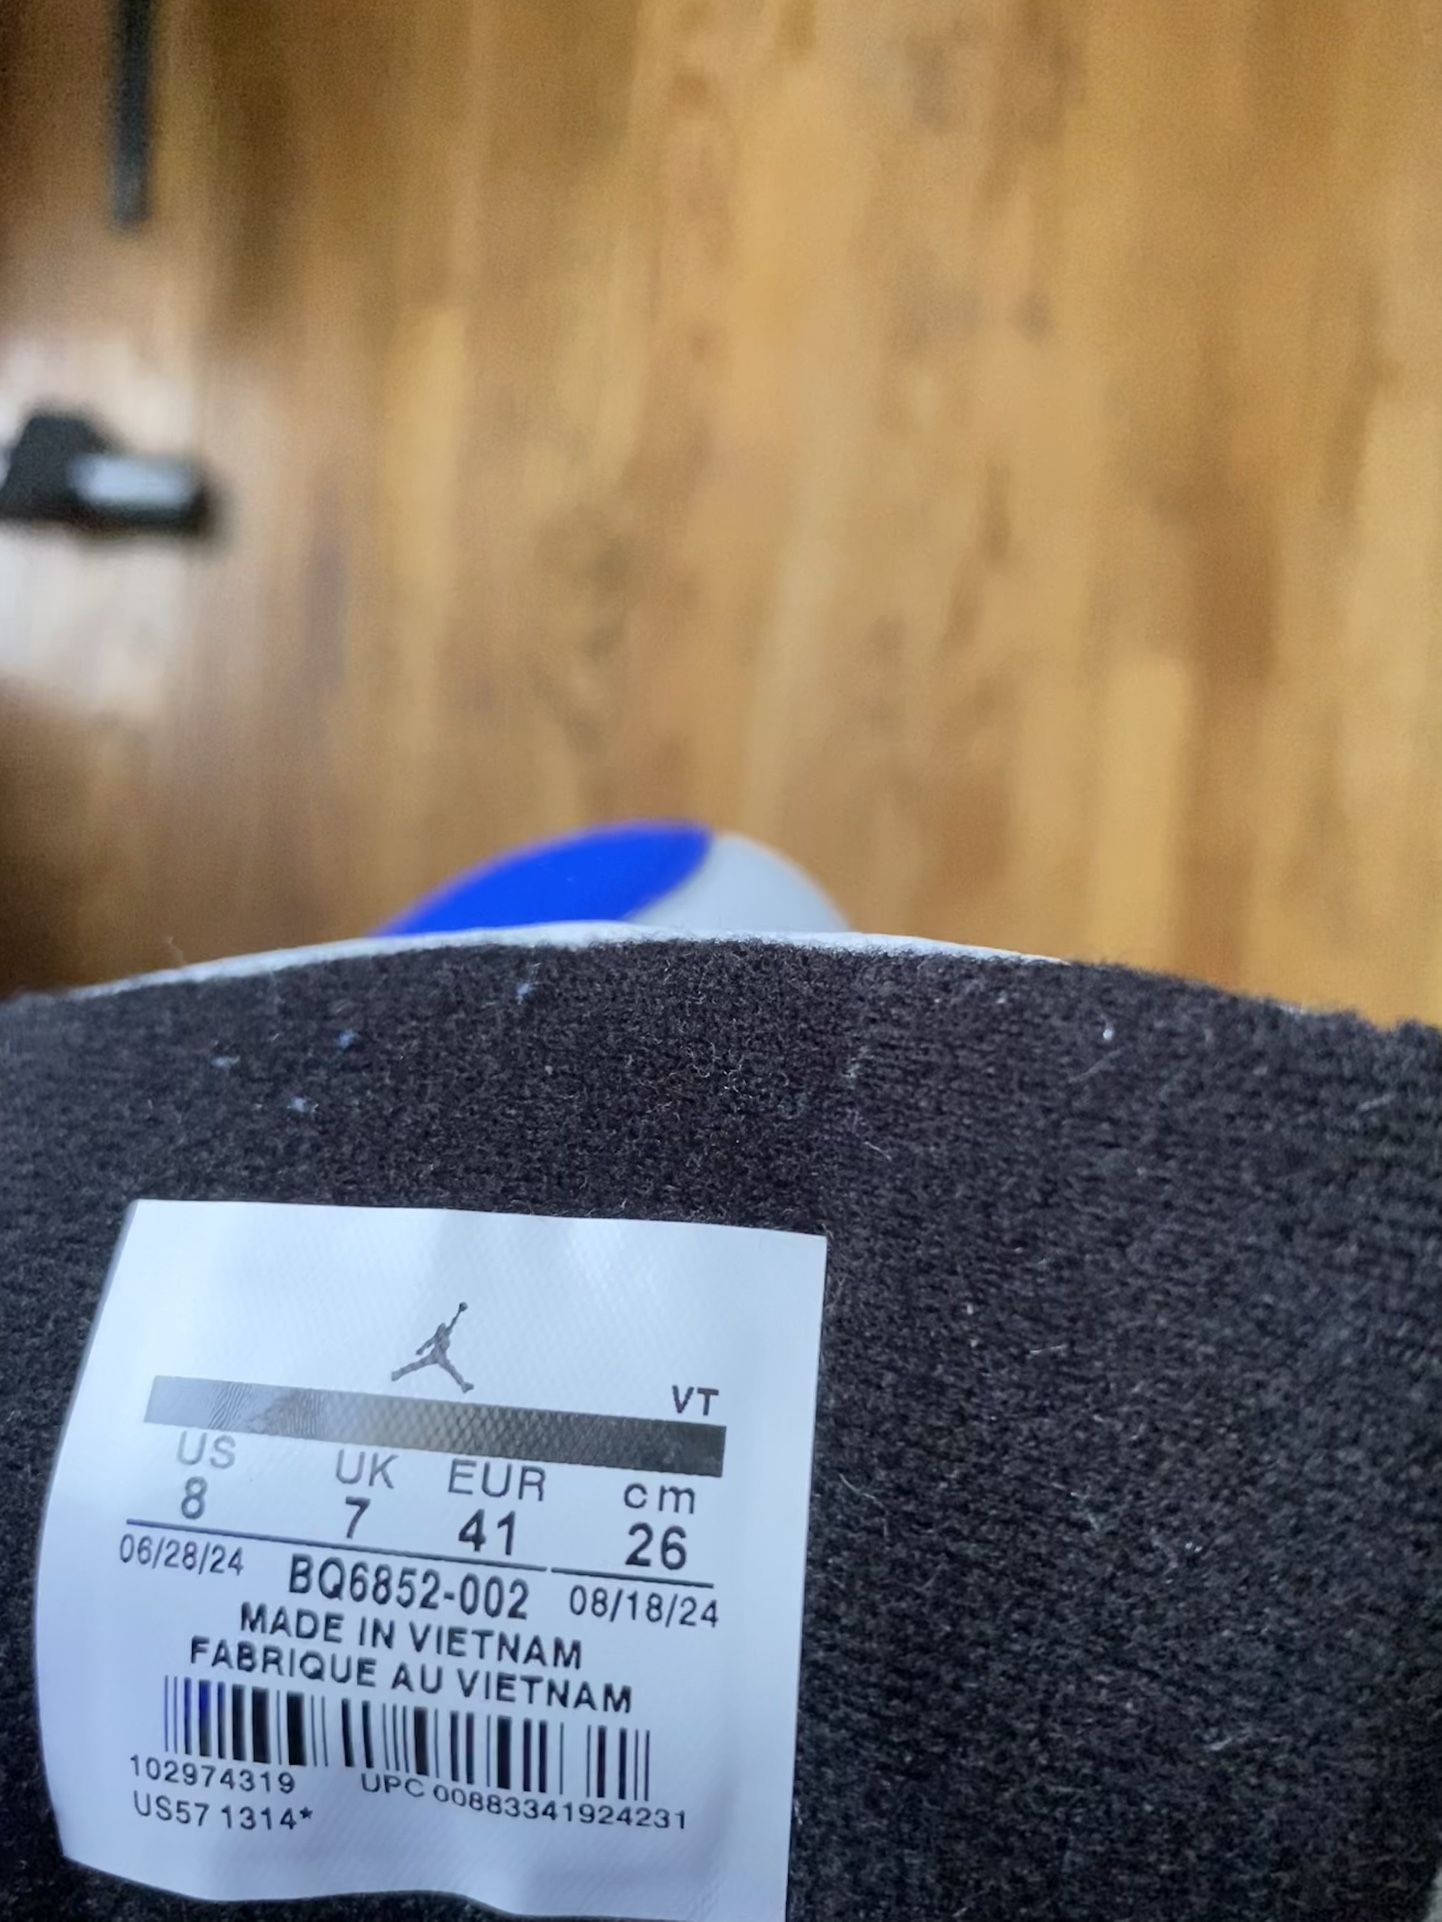 VT
US UK EUR cm
8 7 41 26
06/28/24 BQ6852-002 08/18/24
MADE IN VIETNAM
FABRIQUE AU VIETNAM
102974319 UPC 00883341924231
US57 1314*